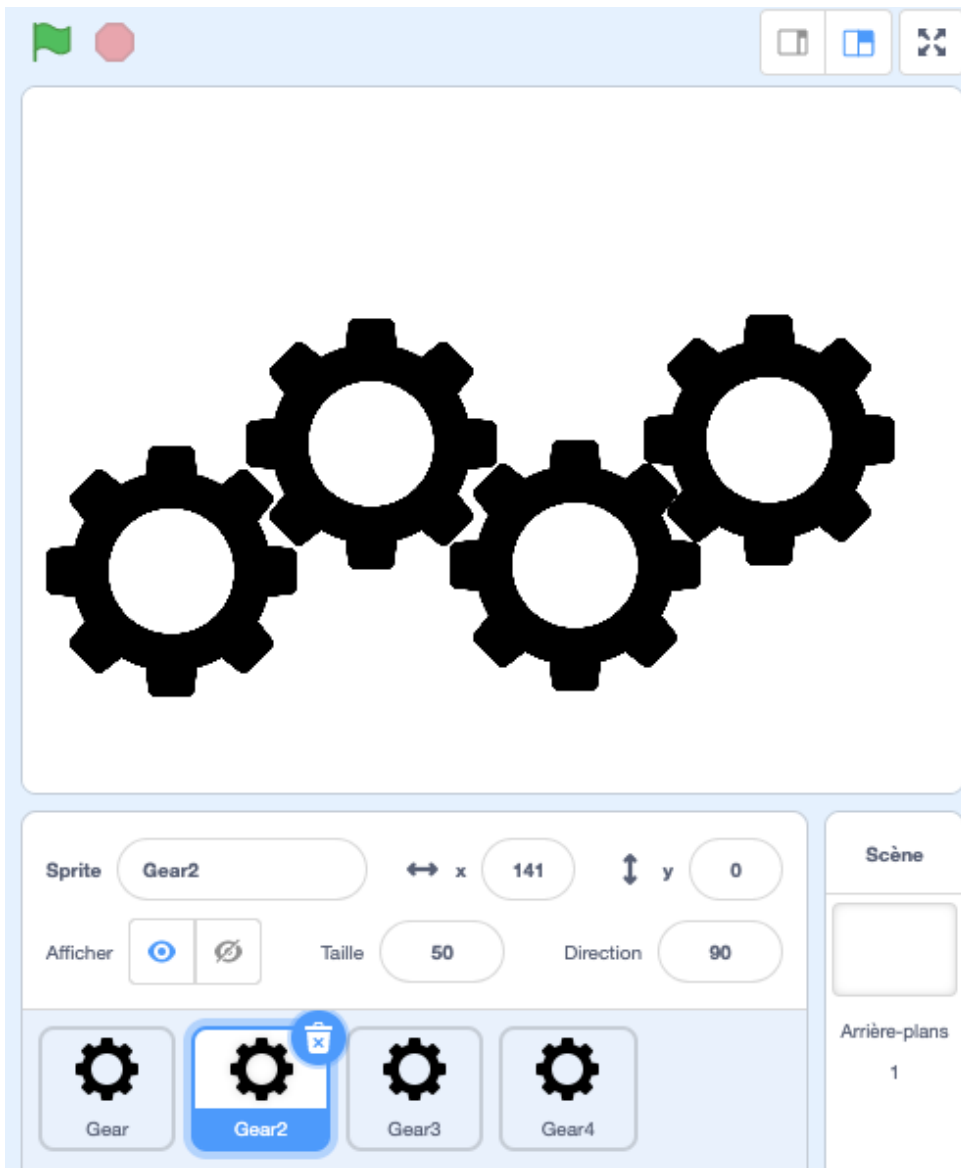 Sprite Gear2 x 141 y 0
Afficher Taille 50 Direction 90
Gear Gear2 Gear3 Gear4
Scène
Arrière-plans
1